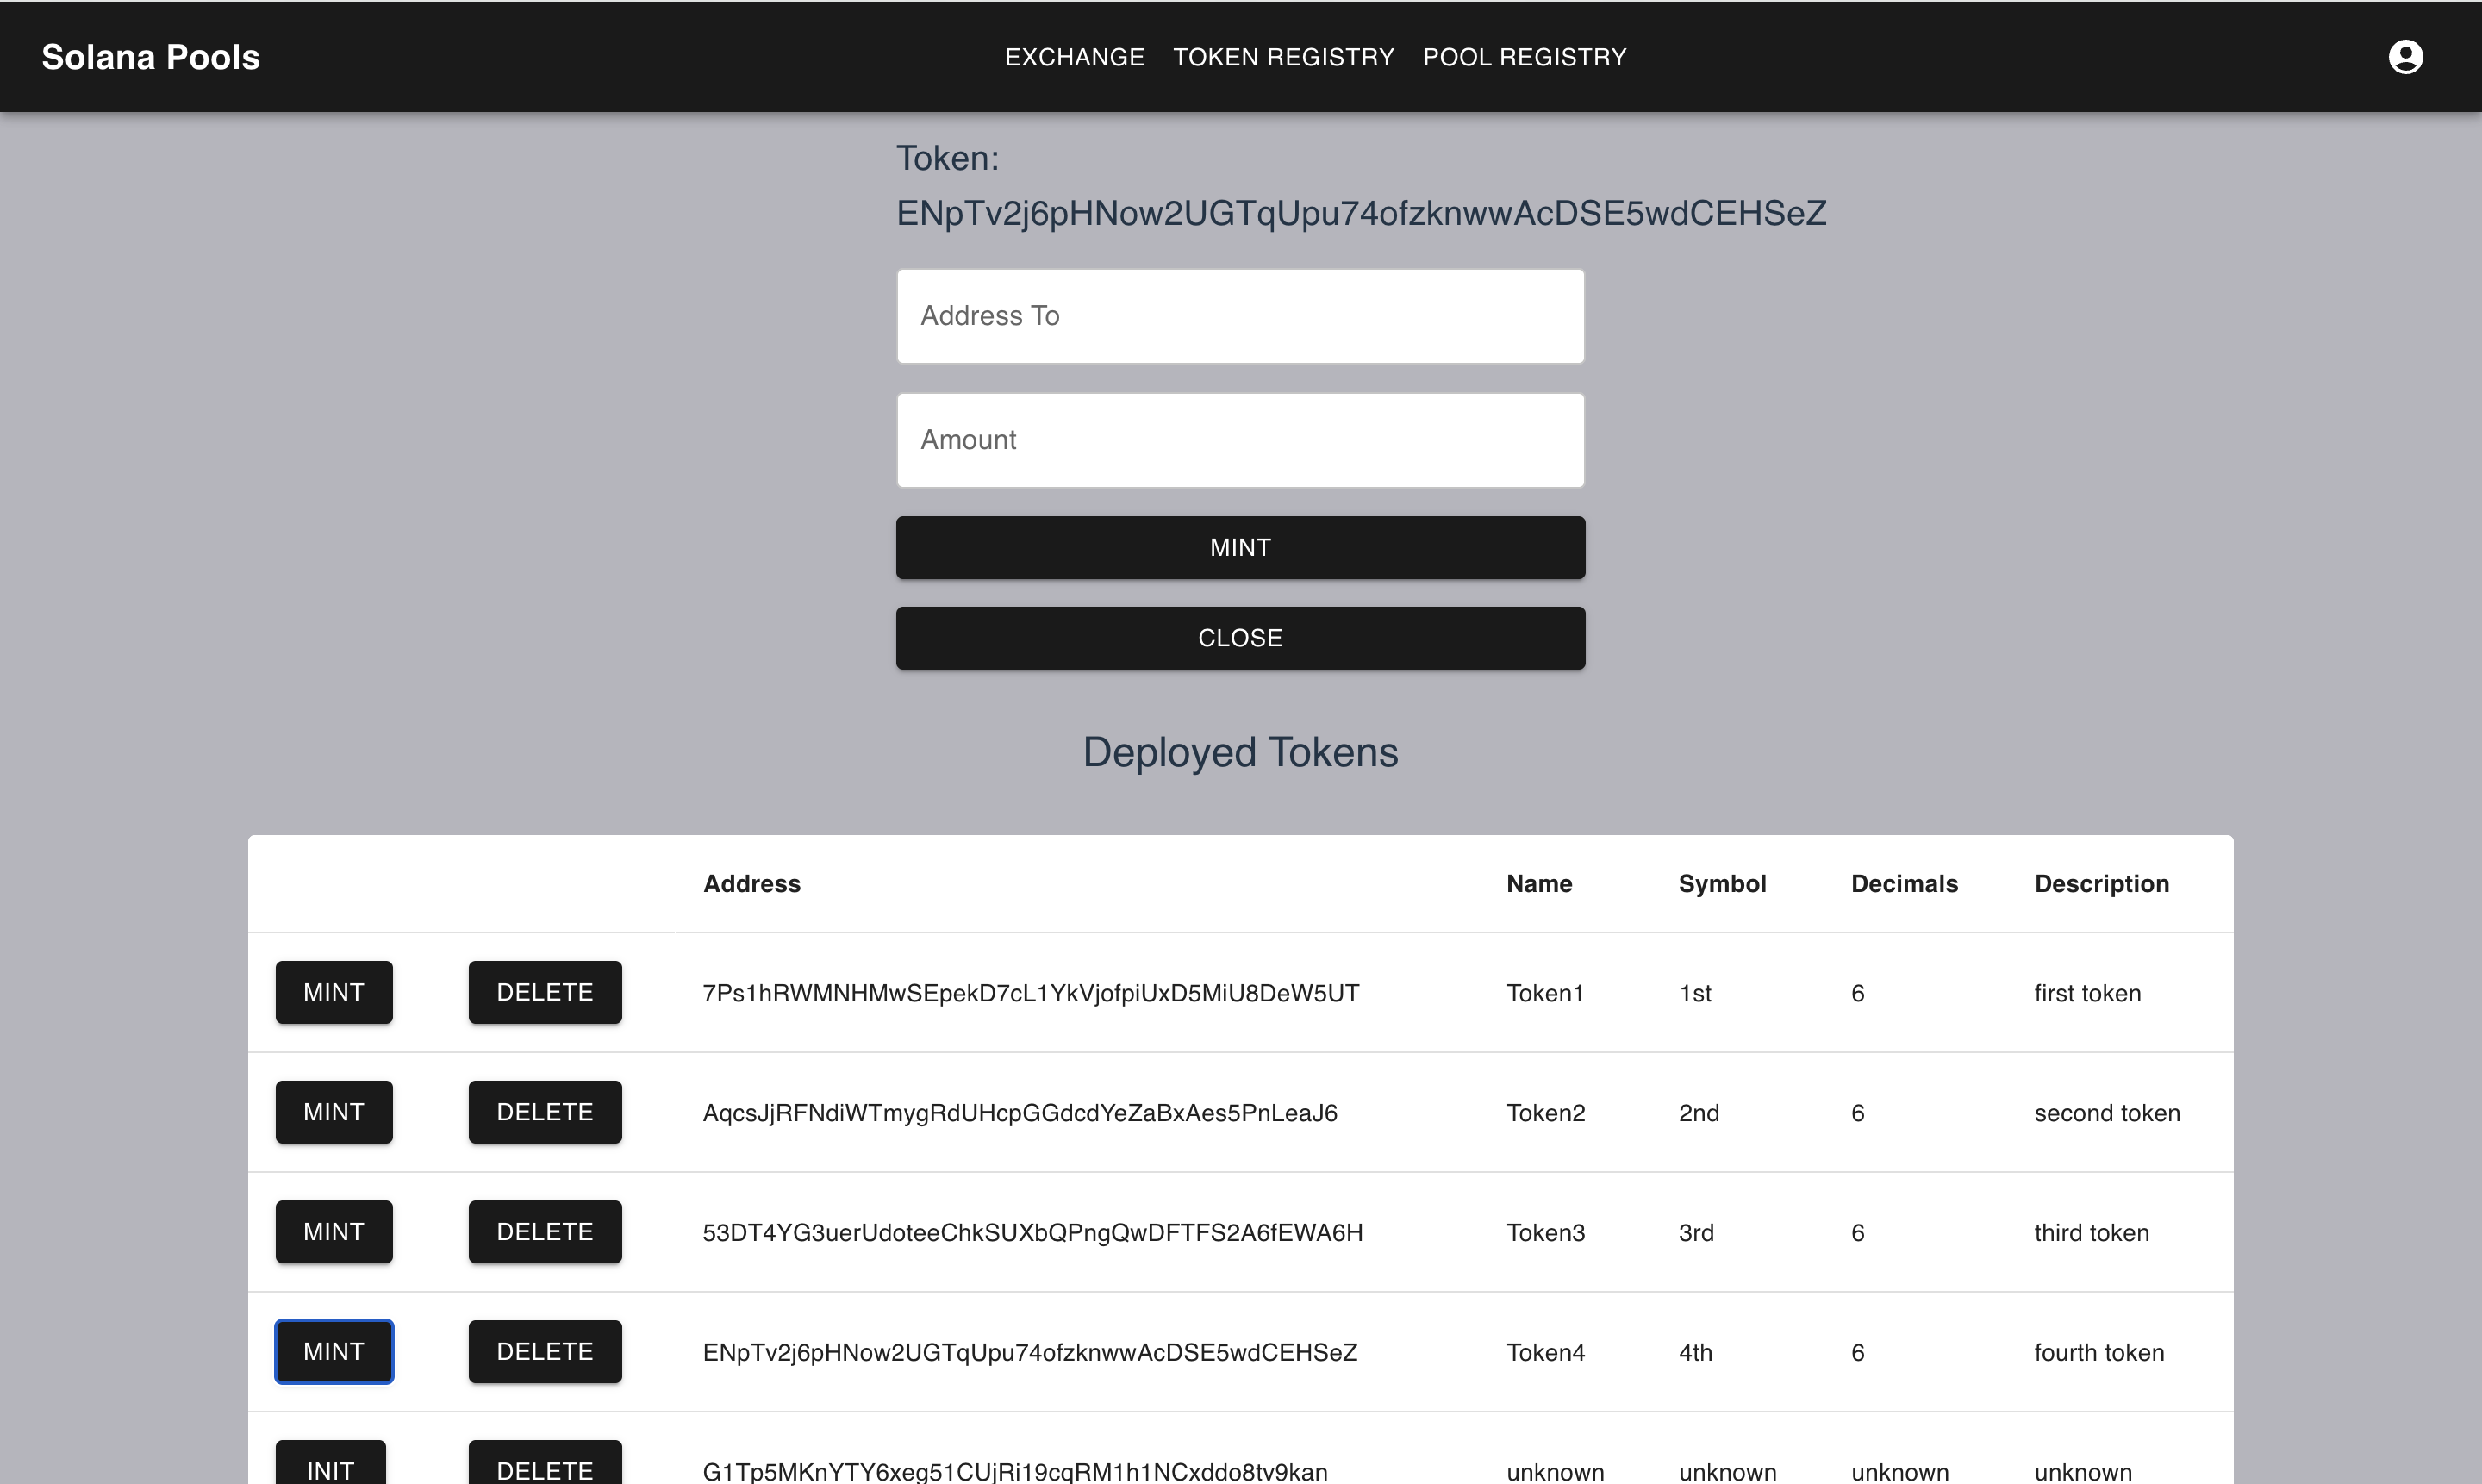 Solana Pools EXCHANGE TOKEN REGISTRY POOL REGISTRY
Token:
ENpTv2j6pHNow2UGTqUpu74ofzknwwAcDSE5wdCEHSeZ
Address To
Amount
MINT
CLOSE
Deployed Tokens
Address Name Symbol Decimals Description
MINT DELETE 7Ps1hRWMNHMwSEpekD7cL1YkVjofpiUxD5MiU8DeW5UT Token1 1st 6 first token
MINT DELETE AqcsJjRFNdiWTmygRdUHcpGGdcdYeZaBxAes5PnLeaJ6 Token2 2nd 6 second token
MINT DELETE 53DT4YG3uerUdoteeChkSUXbQPngQwDFTFS2A6fEWA6H Token3 3rd 6 third token
MINT DELETE ENpTv2j6pHNow2UGTqUpu74ofzknwwAcDSE5wdCEHSeZ Token4 4th 6 fourth token
INIT DELETE G1Tp5MKnYTY6xeg51CUjRi19cqRM1h1NCxddo8tv9kan unknown unknown unknown unknown